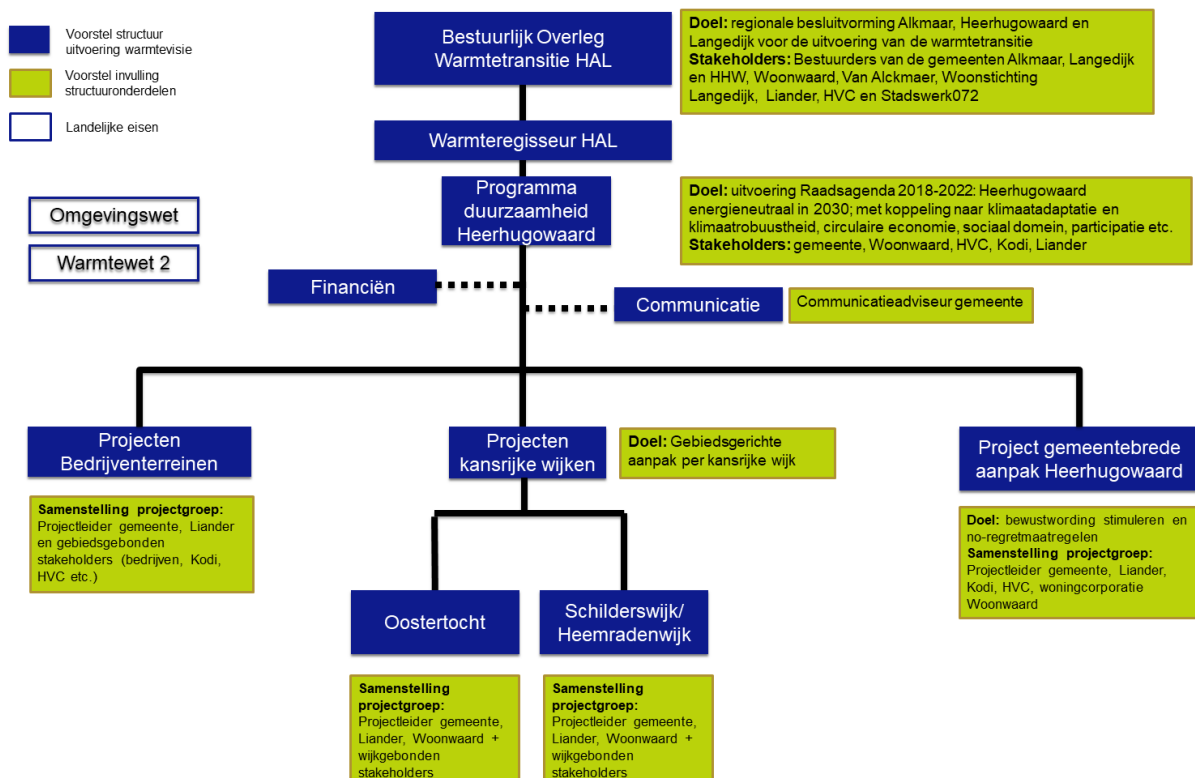 Voorstel structuur
uitvoering warmtevisie
Voorstel invulling
structuuronderdelen
Landelijke eisen
Bestuurlijk Overleg
Warmtetransitie HAL
Doel: regionale besluitvorming Alkmaar, Heerhugowaard en
Langedijk voor de uitvoering van de warmtetransitie
Stakeholders: Bestuurders van de gemeenten Alkmaar, Langedijk
en HHW, Woonwaard, Van Alckmaer, Woonstichting
Langedijk, Liander, HVC en Stadswerk072
Warmteregisseur HAL
Omgevingswet
Warmtewet 2
Programma
duurzaamheid
Heerhugowaard
Doel: uitvoering Raadsagenda 2018-2022: Heerhugowaard
energieneutraal in 2030; met koppeling naar klimaatadaptatie en
klimaatrobuustheid, circulaire economie, sociaal domein, participatie etc.
Stakeholders: gemeente, Woonwaard, HVC, Kodi, Liander
Financiën
Communicatie
Communicatieadviseur gemeente
Projecten
Bedrijventerreinen
Samenstelling projectgroep:
Projectleider gemeente, Liander
en gebiedsgebonden
stakeholders (bedrijven, Kodi,
HVC etc.)
Projecten
kansrijke wijken
Doel: Gebiedsgerichte
aanpak per kansrijke wijk
Project gemeentebrede
aanpak Heerhugowaard
Doel: bewustwording stimuleren en
no-regretmaatregelen
Samenstelling projectgroep:
Projectleider gemeente, Liander,
Kodi, HVC, woningcorporatie
Woonwaard
Oostertocht
Samenstelling
projectgroep:
Projectleider gemeente,
Liander, Woonwaard +
wijkgebonden
stakeholders
Schilderswijk/
Heemradenwijk
Samenstelling
projectgroep:
Projectleider gemeente,
Liander, Woonwaard +
wijkgebonden
stakeholders